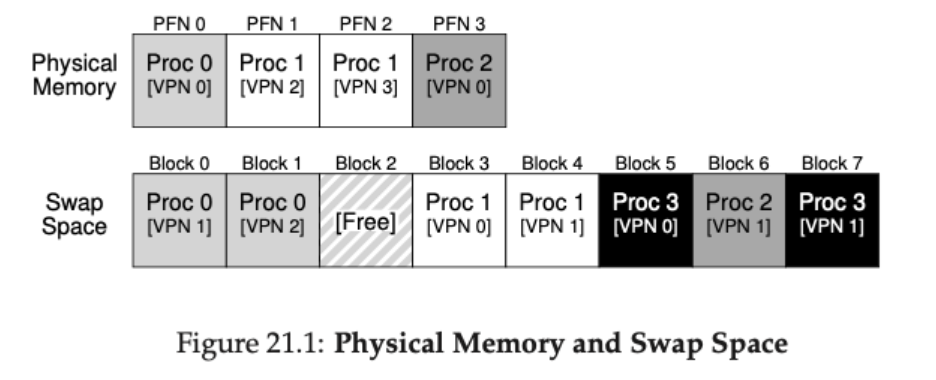 PFN 0 PFN 1 PFN 2 PFN 3
Physical Memory
Proc 0 [VPN 0]
Proc 1 [VPN 2]
Proc 1 [VPN 3]
Proc 2 [VPN 0]
Block 0 Block 1 Block 2 Block 3 Block 4 Block 5 Block 6 Block 7
Swap Space
Proc 0 [VPN 1]
Proc 0 [VPN 2]
[Free]
Proc 1 [VPN 0]
Proc 1 [VPN 1]
Proc 3 [VPN 0]
Proc 2 [VPN 1]
Proc 3 [VPN 1]
Figure 21.1: Physical Memory and Swap Space